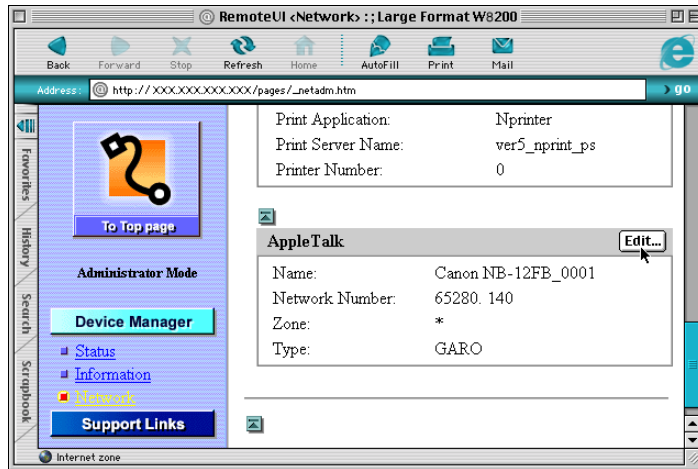 RemoteUI <Network> : ; Large Format W8200
Back Forward Stop Refresh Home AutoFill Print Mail
Address: @ http://XXX.XXX.XXX.XXX/pages/_netadm.htm go
Favorites
History
Search
Scrapbook
To Top page
Administrator Mode
Device Manager
Status
Information
Network
Support Links
Print Application: Nprinter
Print Server Name: ver5_nprint_ps
Printer Number: 0
AppleTalk Edit...
Name: Canon NB-12FB_0001
Network Number: 65280. 140
Zone: *
Type: GARO
Internet zone